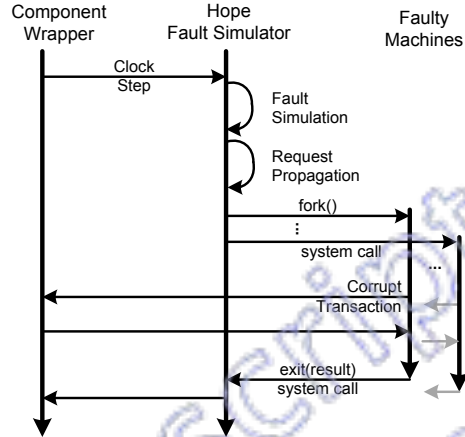 Component
Wrapper
Hope
Fault Simulator
Faulty
Machines
Clock
Step
Fault
Simulation
Request
Propagation
fork()
...
system call
...
Corrupt
Transaction
exit(result)
system call